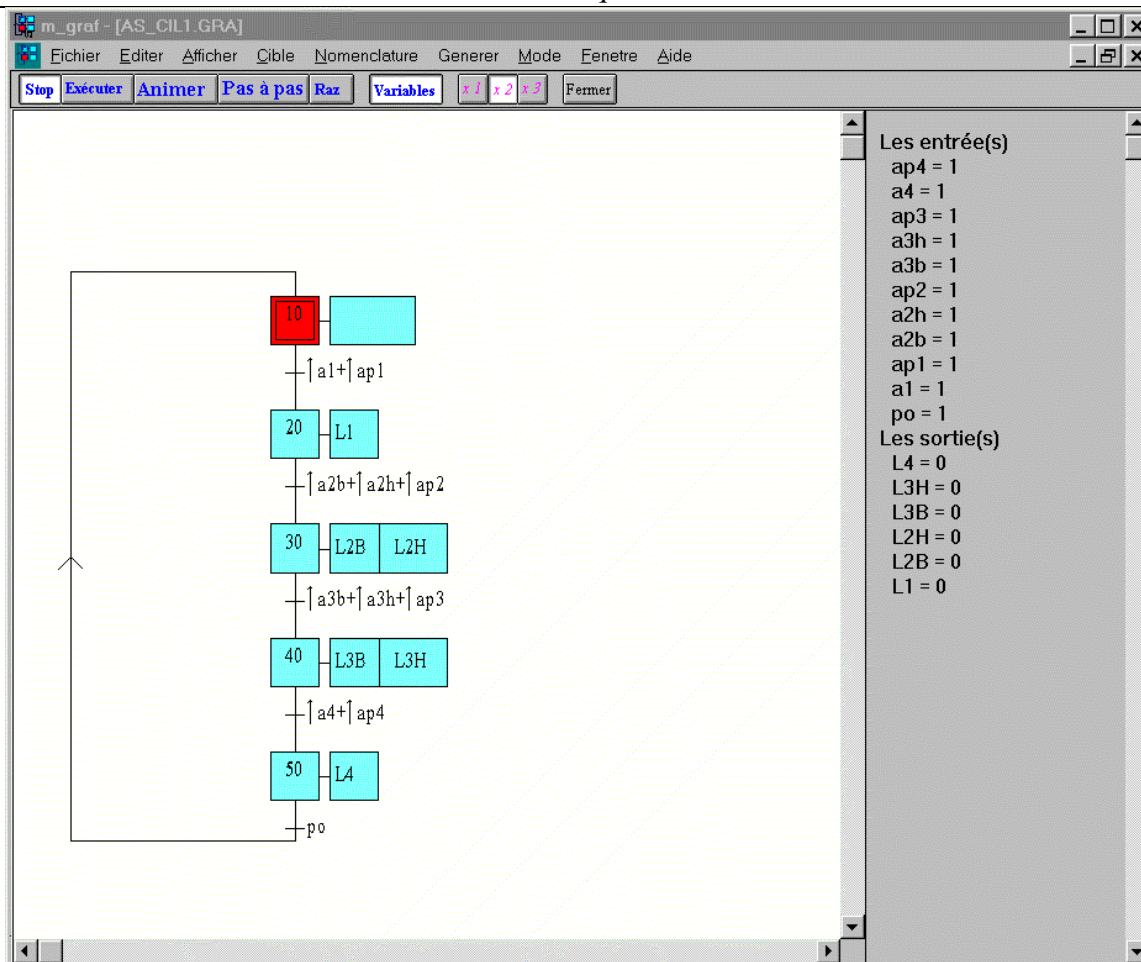 m_graf - [AS_CIL1.GRA]
Fichier Editer Afficher Cible Nomenclature Generer Mode Fenetre Aide
Stop Exécuter Animer Pas à pas Raz Variables x 1 x 2 x 3 Fermer
10
↑a1+↑ap1
20 L1
↑a2b+↑a2h+↑ap2
30 L2B L2H
↑a3b+↑a3h+↑ap3
40 L3B L3H
↑a4+↑ap4
50 L4
po
Les entrée(s)
ap4 = 1
a4 = 1
ap3 = 1
a3h = 1
a3b = 1
ap2 = 1
a2h = 1
a2b = 1
ap1 = 1
a1 = 1
po = 1
Les sortie(s)
L4 = 0
L3H = 0
L3B = 0
L2H = 0
L2B = 0
L1 = 0